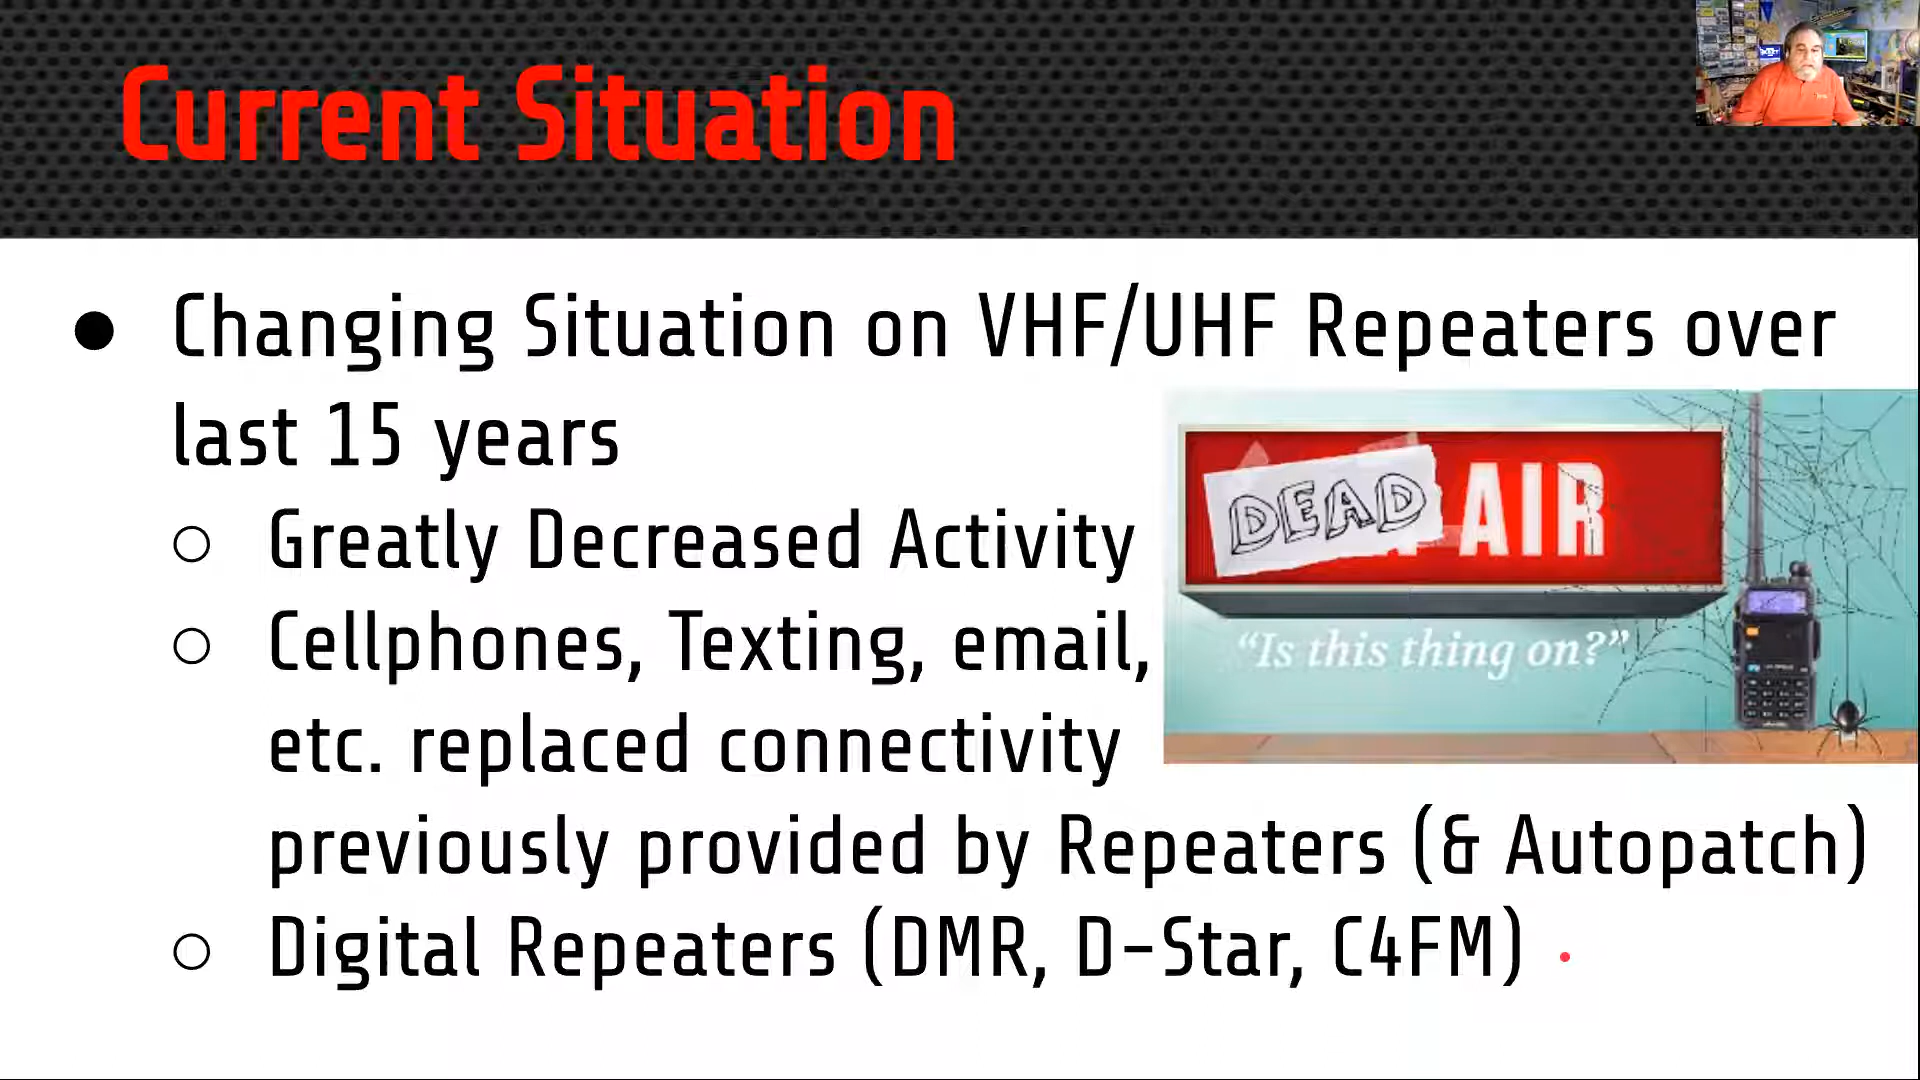 Current Situation
● Changing Situation on VHF/UHF Repeaters over
last 15 years
○ Greatly Decreased Activity
○ Cellphones, Texting, email,
etc. replaced connectivity
previously provided by Repeaters (& Autopatch)
○ Digital Repeaters (DMR, D-Star, C4FM)
DEAD AIR
“Is this thing on?”